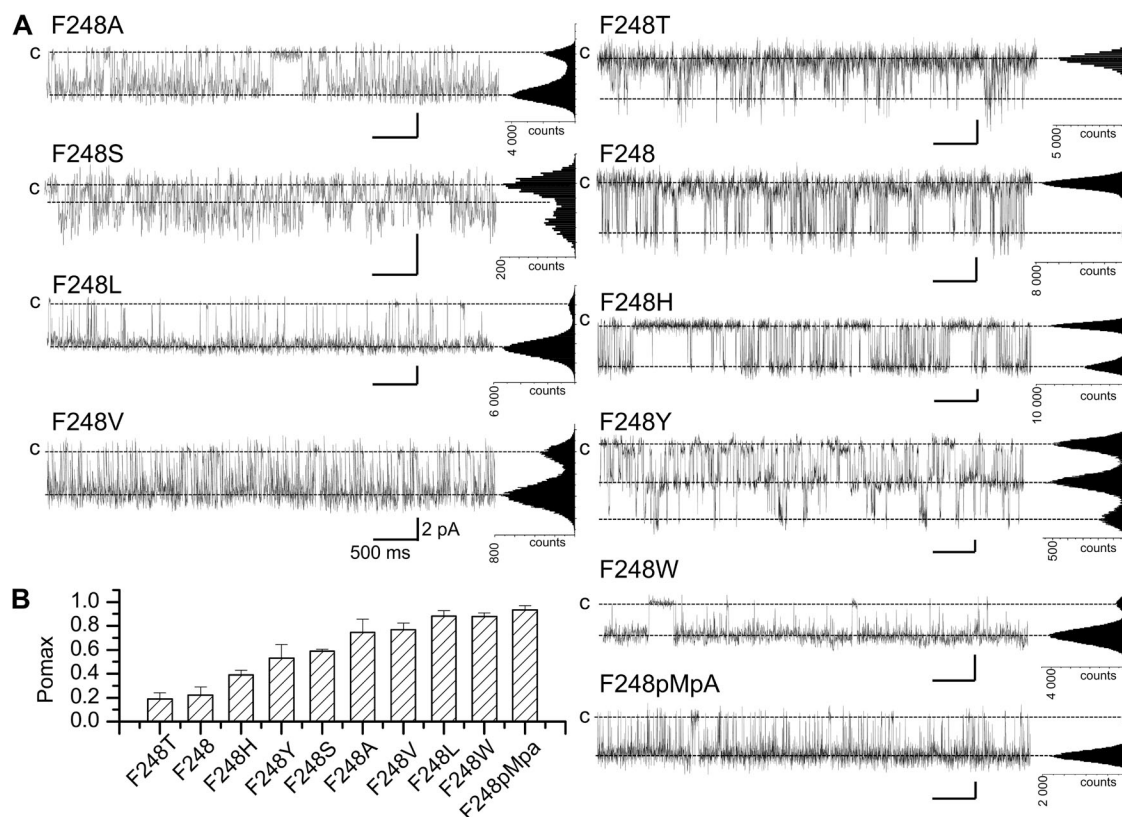 A
F248A
C
4 000
counts
F248S
C
200
counts
F248L
C
6 000
counts
F248V
C
2 pA
500 ms
800
counts
F248T
C
5 000
counts
F248
C
8 000
counts
F248H
C
10 000
counts
F248Y
C
500
counts
F248W
C
4 000
counts
F248pMpA
C
2 000
counts
B
Pomax
1.0
0.8
0.6
0.4
0.2
0.0
F248T
F248
F248H
F248Y
F248S
F248A
F248V
F248L
F248W
F248pMpa